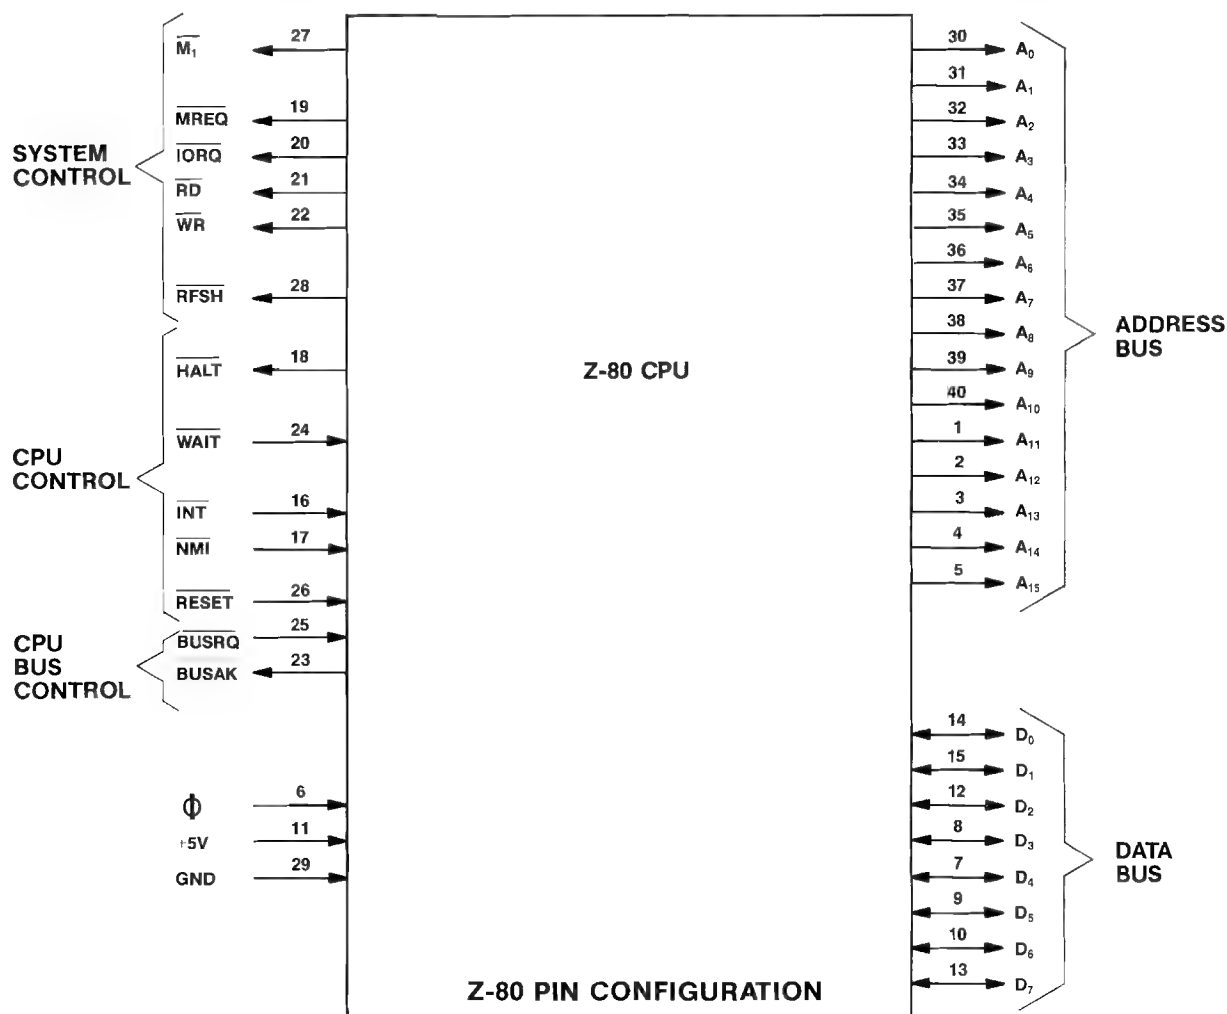 SYSTEM
CONTROL
M1 27
MREQ 19
IORQ 20
RD 21
WR 22
RFSH 28
CPU
CONTROL
HALT 18
WAIT 24
INT 16
NMI 17
RESET 26
CPU
BUS
CONTROL
BUSRQ 25
BUSAK 23
Φ 6
+5V 11
GND 29
Z-80 CPU
30 A0
31 A1
32 A2
33 A3
34 A4
35 A5
36 A6
37 A7
38 A8
39 A9
40 A10
1 A11
2 A12
3 A13
4 A14
5 A15
ADDRESS
BUS
14 D0
15 D1
12 D2
8 D3
7 D4
9 D5
10 D6
13 D7
DATA
BUS
Z-80 PIN CONFIGURATION